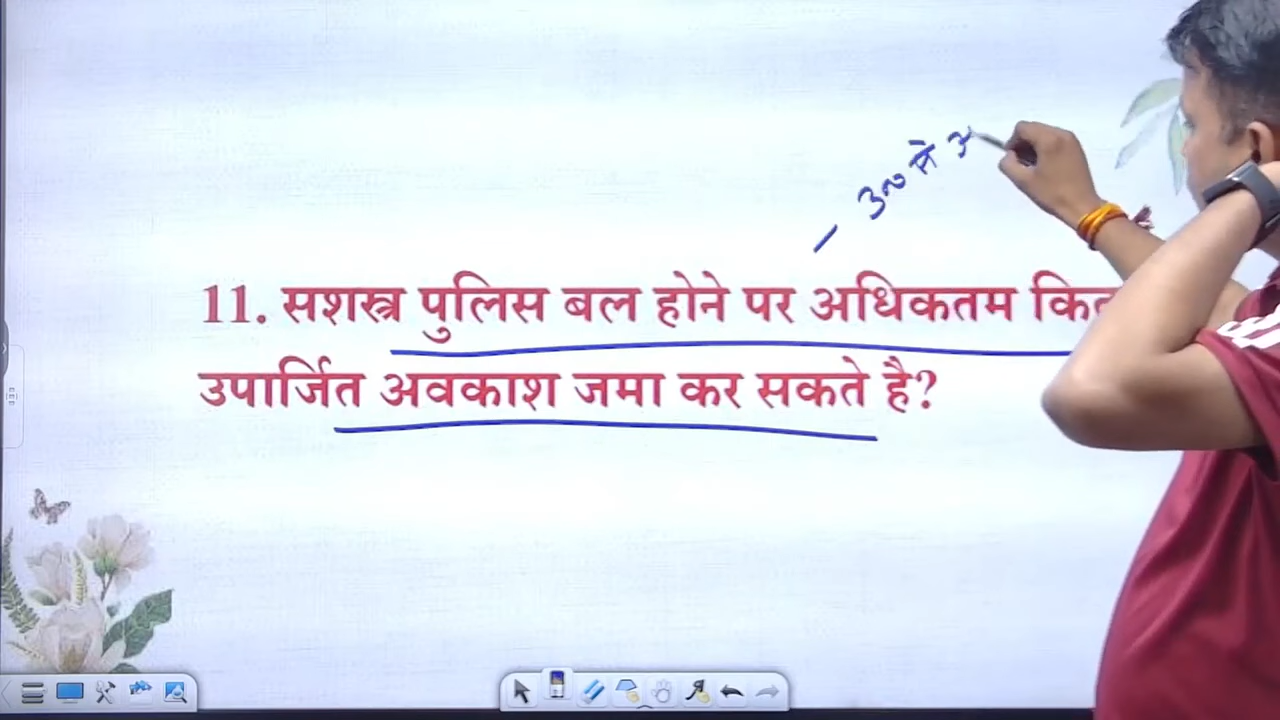 300 से
11. सशस्त्र पुलिस बल होने पर अधिकतम
उपार्जित अवकाश जमा कर सकते है?